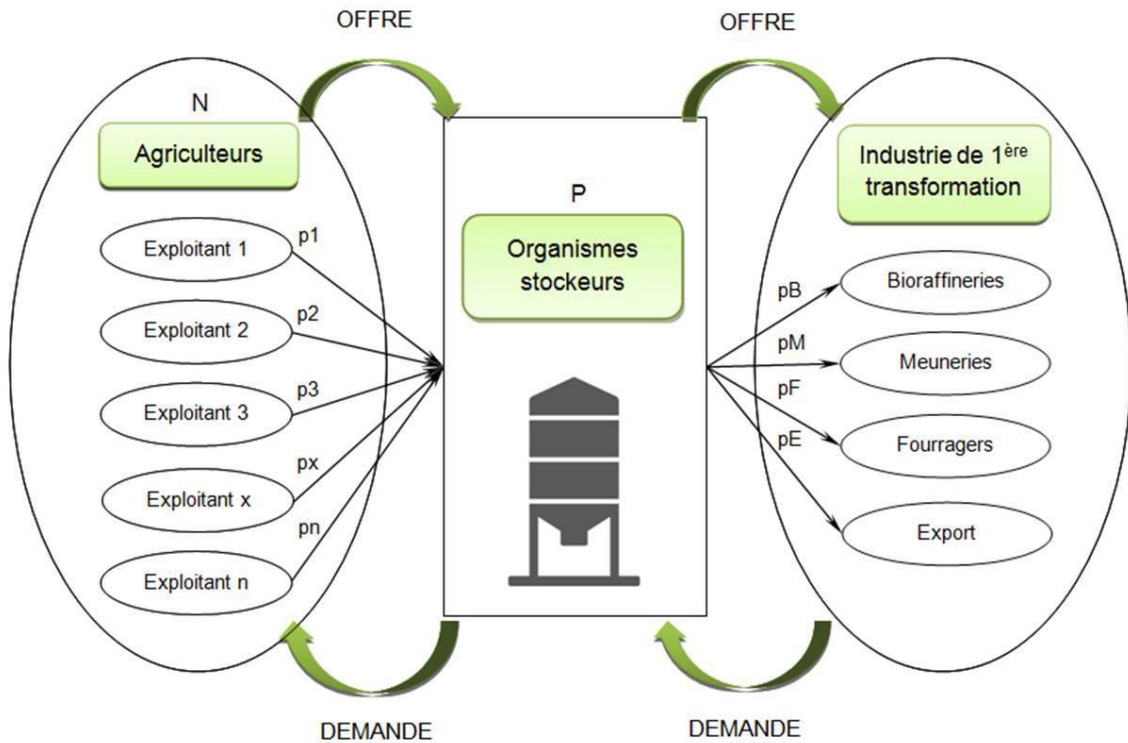 OFFRE
OFFRE
N
Agriculteurs
Exploitant 1
p1
Exploitant 2
p2
Exploitant 3
p3
Exploitant x
px
Exploitant n
pn
P
Organismes
stockeurs
Industrie de 1ère
transformation
pB
Bioraffineries
pM
Meuneries
pF
Fourragers
pE
Export
DEMANDE
DEMANDE